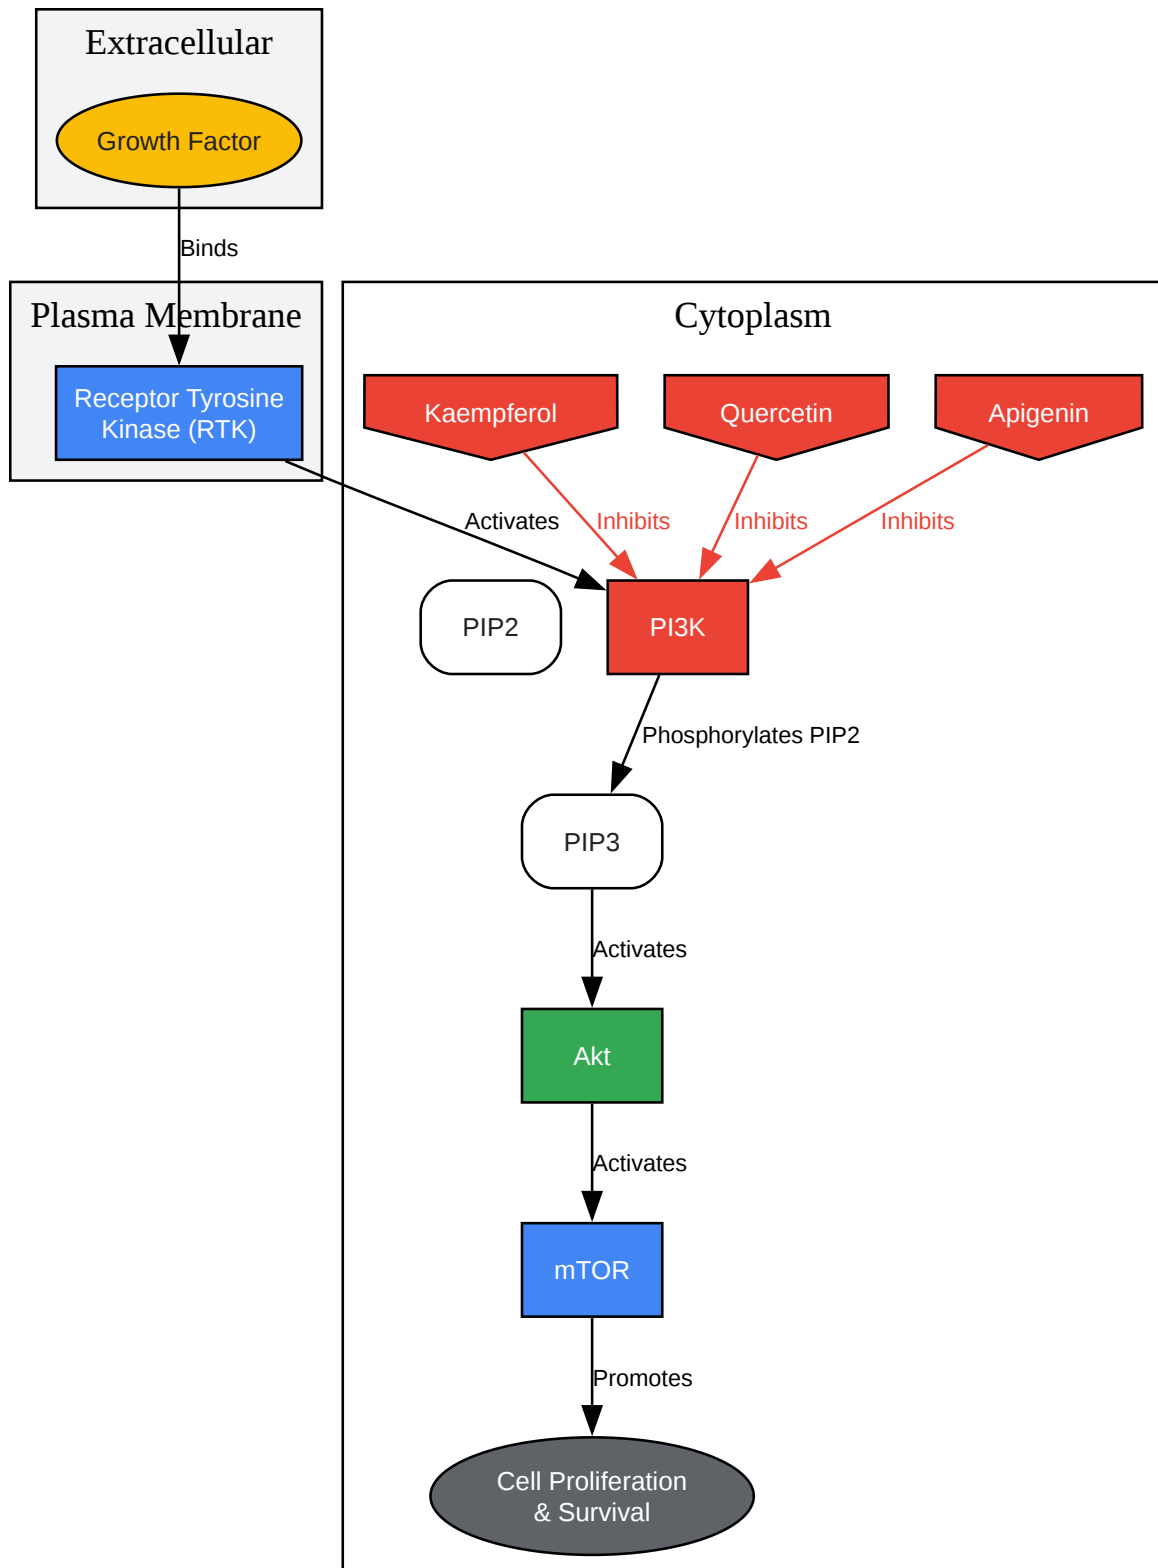 Extracellular
Growth Factor
Binds
Plasma Membrane
Receptor Tyrosine
Kinase (RTK)
Cytoplasm
Kaempferol
Quercetin
Apigenin
Activates
Inhibits
Inhibits
Inhibits
PIP2
PI3K
Phosphorylates PIP2
PIP3
Activates
Akt
Activates
mTOR
Promotes
Cell Proliferation
& Survival